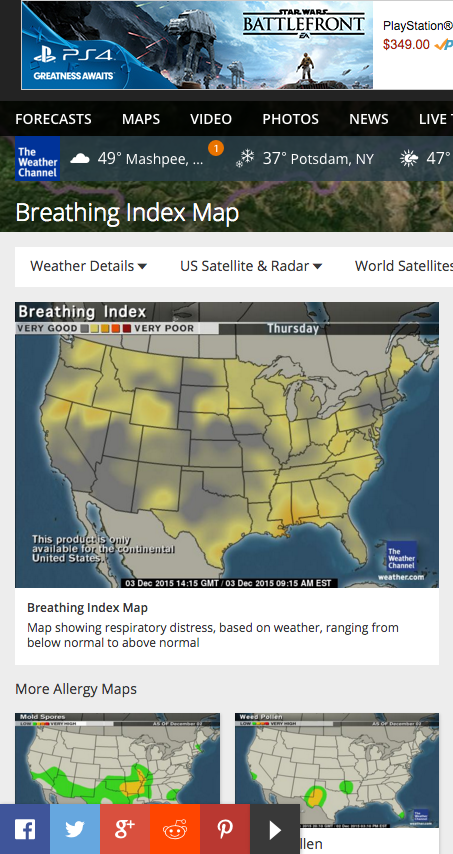 STAR WARS
BATTLEFRONT
EA
PS4
GREATNESS AWAITS
PlayStation®
$349.00
FORECASTS MAPS VIDEO PHOTOS NEWS LIVE T
The
Weather
Channel
49° Mashpee, ... 1 37° Potsdam, NY 47°
Breathing Index Map
Weather Details US Satellite & Radar World Satellites
Breathing Index
VERY GOOD VERY POOR Thursday
This product is only
available for the continental
United States.
The
Weather
Channel
weather.com
03 Dec 2015 14:15 GMT / 03 Dec 2015 09:15 AM EST
Breathing Index Map
Map showing respiratory distress, based on weather, ranging from
below normal to above normal
More Allergy Maps
Mold Spores
LOW VERY HIGH AS OF December 02
Weed Pollen
LOW VERY HIGH AS OF December 02
llen